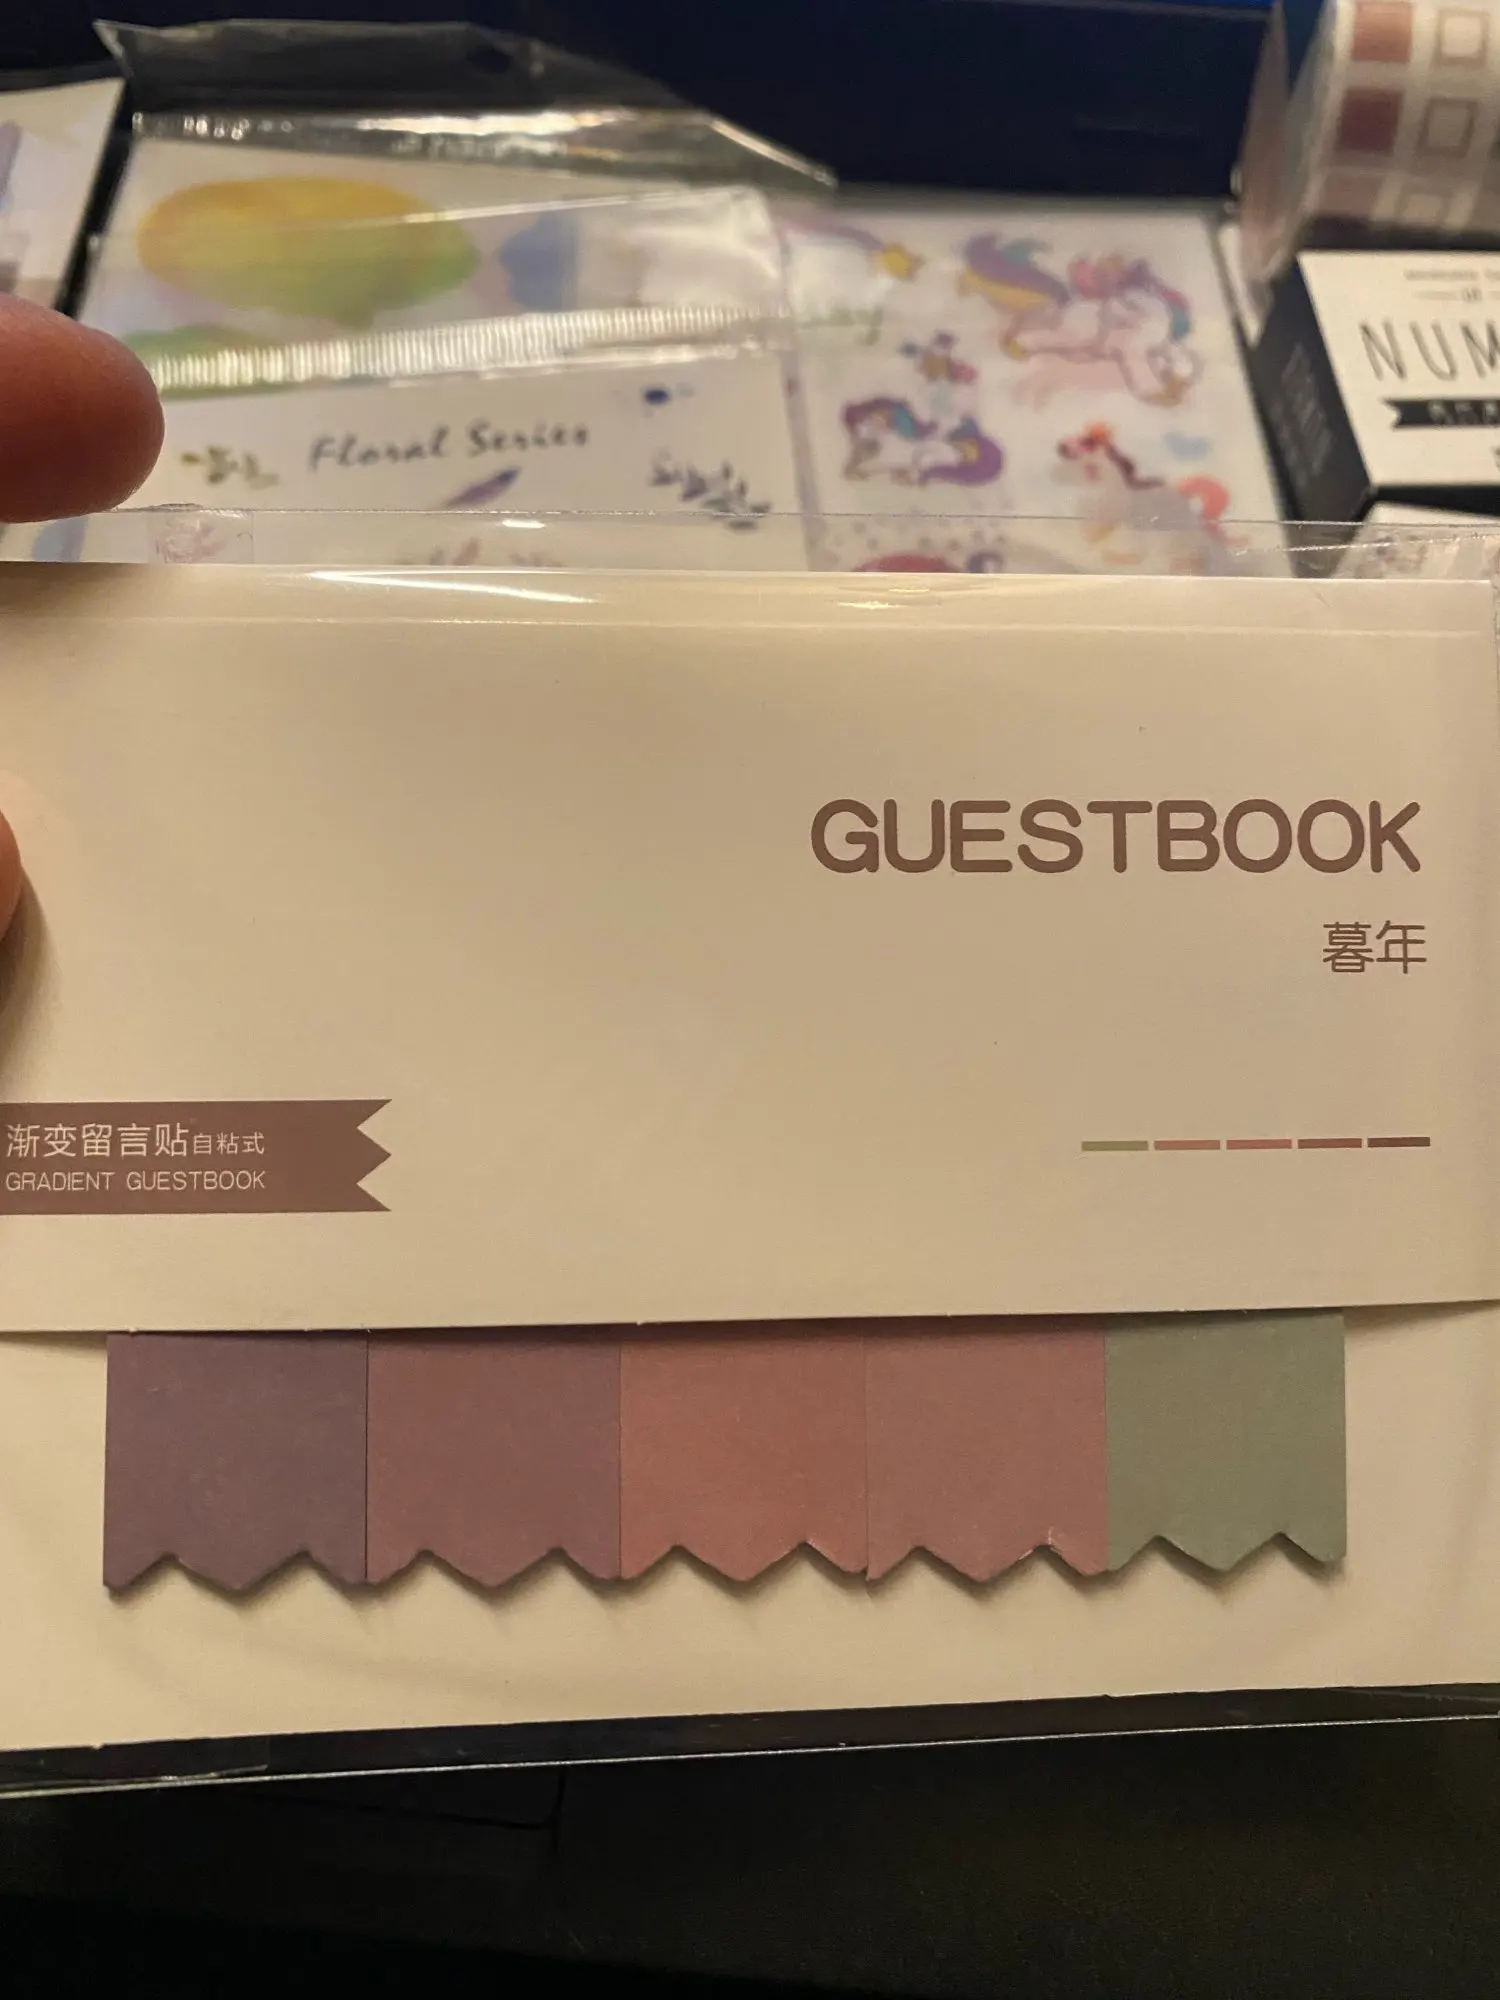 Floral Series
NUM
GUESTBOOK
暮年
渐变留言贴自粘式
GRADIENT GUESTBOOK